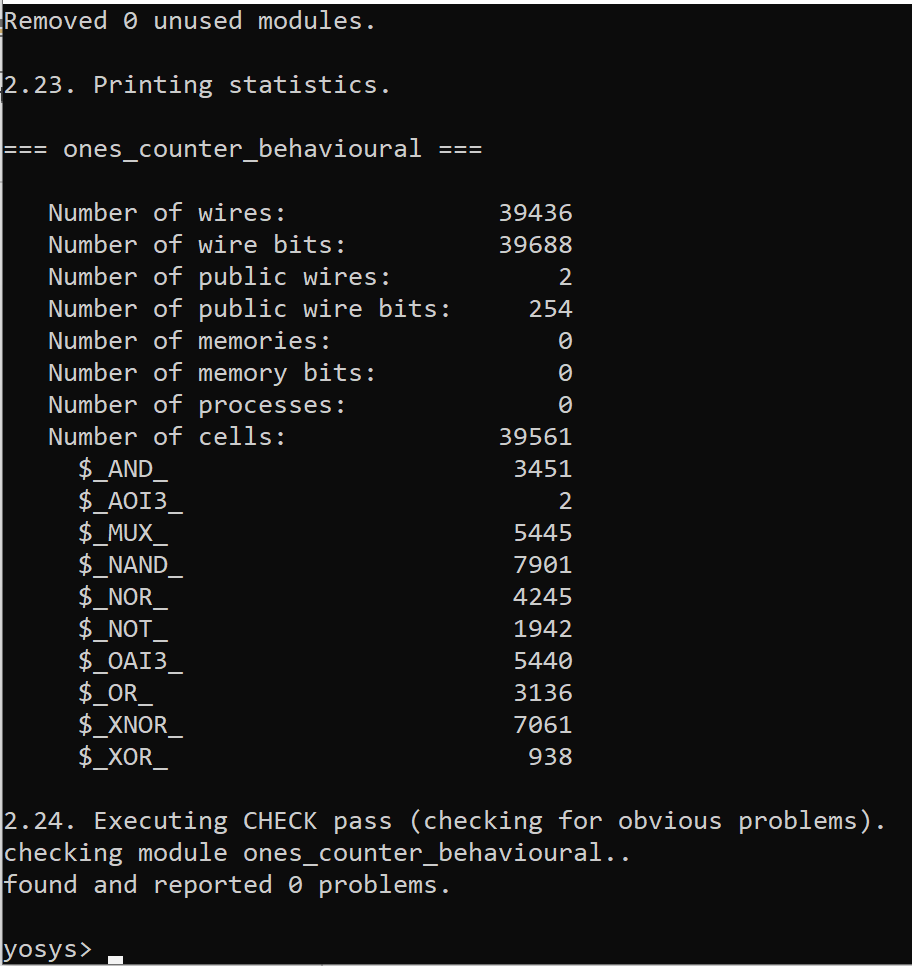 Removed 0 unused modules.
2.23. Printing statistics.
=== ones_counter_behavioural ===
Number of wires: 39436
Number of wire bits: 39688
Number of public wires: 2
Number of public wire bits: 254
Number of memories: 0
Number of memory bits: 0
Number of processes: 0
Number of cells: 39561
$_AND_ 3451
$_AOI3_ 2
$_MUX_ 5445
$_NAND_ 7901
$_NOR_ 4245
$_NOT_ 1942
$_OAI3_ 5440
$_OR_ 3136
$_XNOR_ 7061
$_XOR_ 938
2.24. Executing CHECK pass (checking for obvious problems).
checking module ones_counter_behavioural..
found and reported 0 problems.
yosys> _